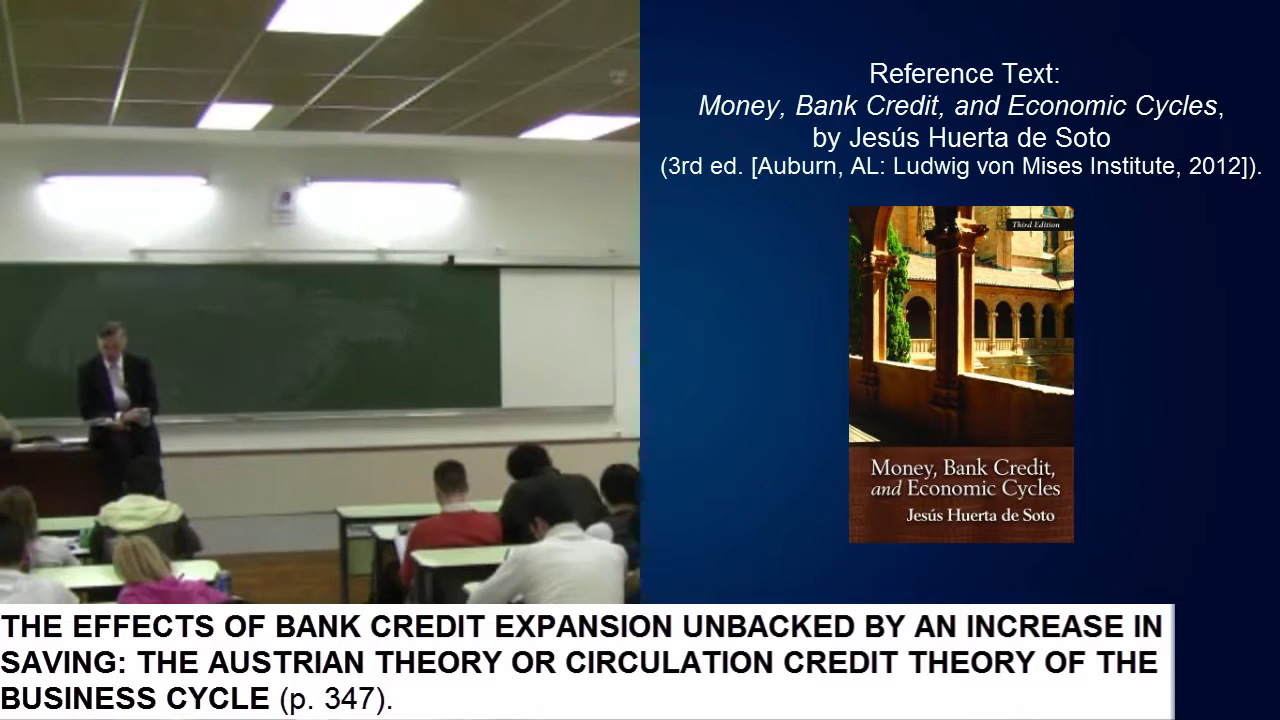 Reference Text:
Money, Bank Credit, and Economic Cycles,
by Jesús Huerta de Soto
(3rd ed. [Auburn, AL: Ludwig von Mises Institute, 2012]).
Third Edition
Money, Bank Credit,
and Economic Cycles
Jesús Huerta de Soto
THE EFFECTS OF BANK CREDIT EXPANSION UNBACKED BY AN INCREASE IN
SAVING: THE AUSTRIAN THEORY OR CIRCULATION CREDIT THEORY OF THE
BUSINESS CYCLE (p. 347).